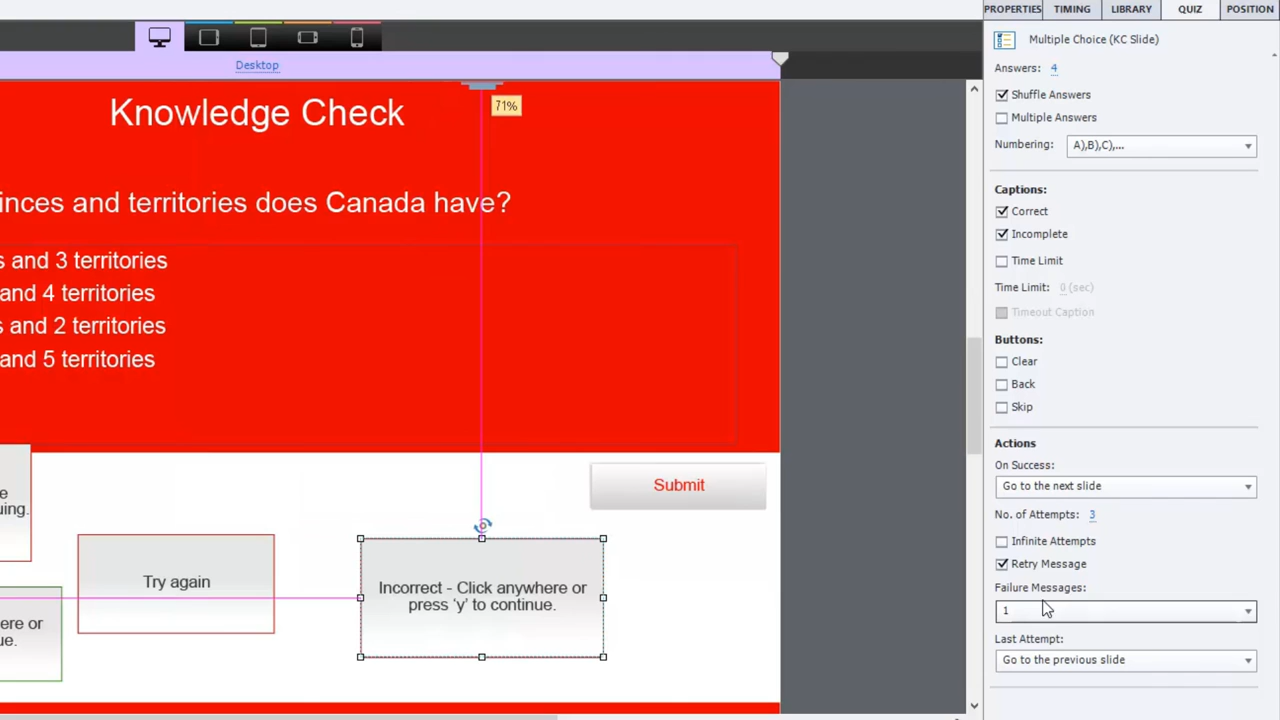 PROPERTIES TIMING LIBRARY QUIZ POSITION
Desktop
71%
Knowledge Check
inces and territories does Canada have?
s and 3 territories
and 4 territories
s and 2 territories
and 5 territories
Submit
e
uing.
Try again
Incorrect - Click anywhere or
press 'y' to continue.
ere or
ue.
Multiple Choice (KC Slide)
Answers: 4
Shuffle Answers
Multiple Answers
Numbering: A),B),C),...
Captions:
Correct
Incomplete
Time Limit
Time Limit: 0 (sec)
Timeout Caption
Buttons:
Clear
Back
Skip
Actions
On Success:
Go to the next slide
No. of Attempts: 3
Infinite Attempts
Retry Message
Failure Messages:
1
Last Attempt:
Go to the previous slide